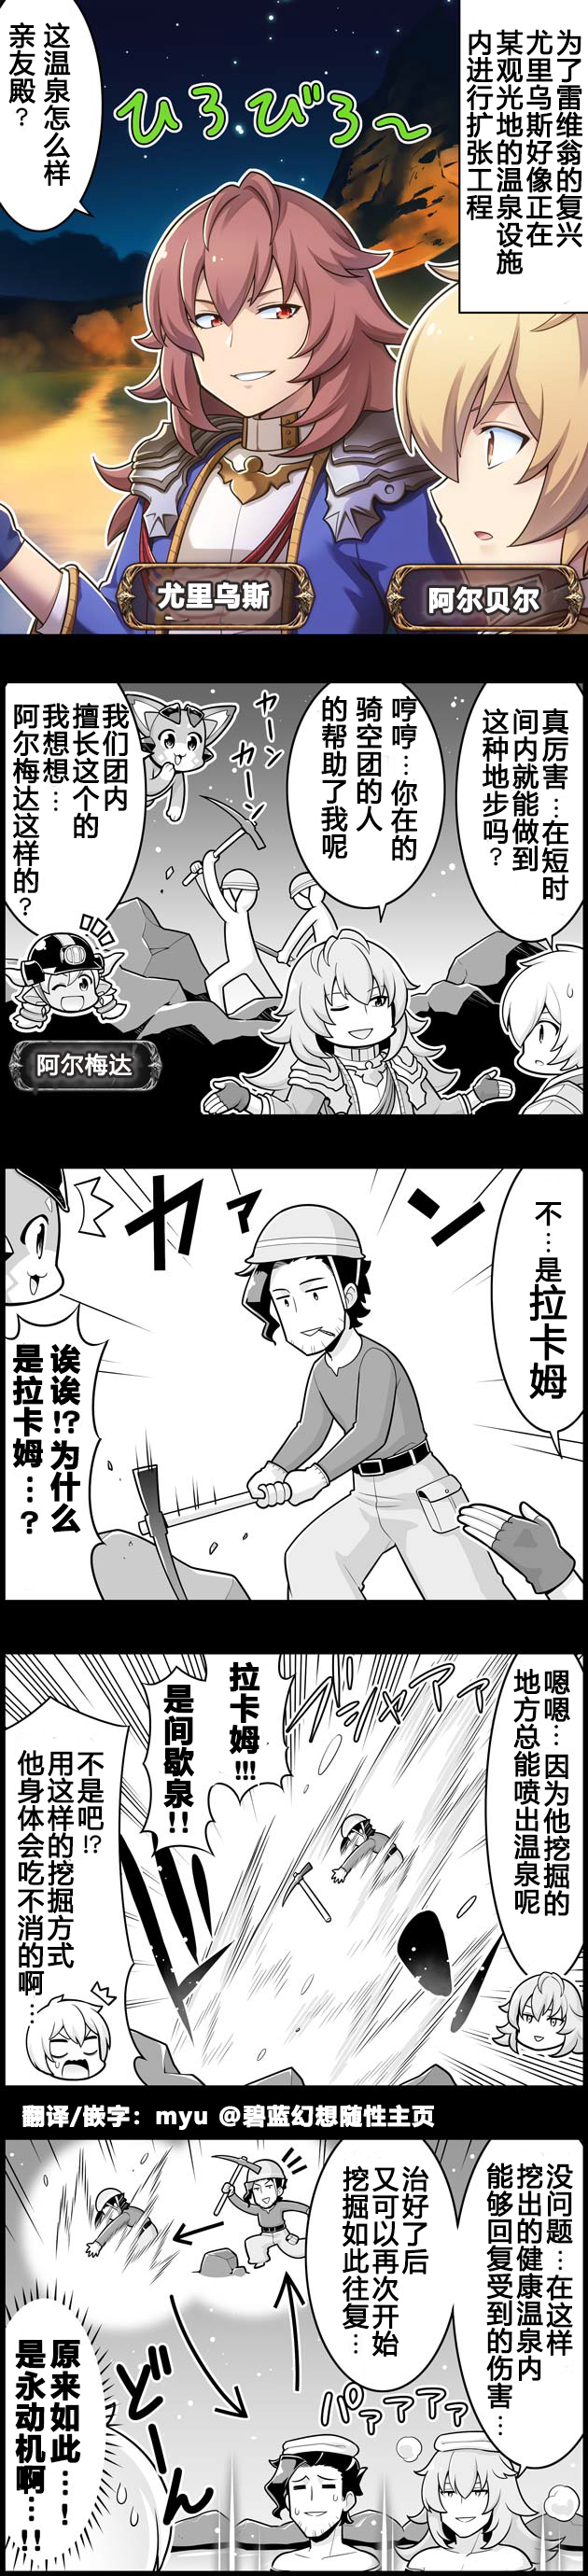 为了雷维翁的复兴
尤里乌斯好像正在
某观光地的温泉设施
内进行扩张工程
ひろびろ～
这温泉怎么样
亲友殿？
尤里乌斯
阿尔贝尔
真厉害…在短时
间内就能做到
这种地步吗？
哼哼…你在的
骑空团的人
的帮助了我呢
カーン
カーン
我们团内
擅长这个的
我想想…
阿尔梅达这样的？
阿尔梅达
不…是拉卡姆
カァン
诶诶!?为什么
是拉卡姆…？
嗯嗯…因为他挖掘的
地方总能喷出温泉呢
ブシャァァァ
拉卡姆!!!
是间歇泉!!
不是吧!?
用这样的挖掘方式
他身体会吃不消的啊…
翻译/嵌字：myu @碧蓝幻想随性主页
没问题…在这样
挖出的健康温泉内
能够回复受到的伤害…
治好了后
又可以再次开始
挖掘如此往复…
パァァァァ
どーん
原来如此…！
是永动机啊…!!